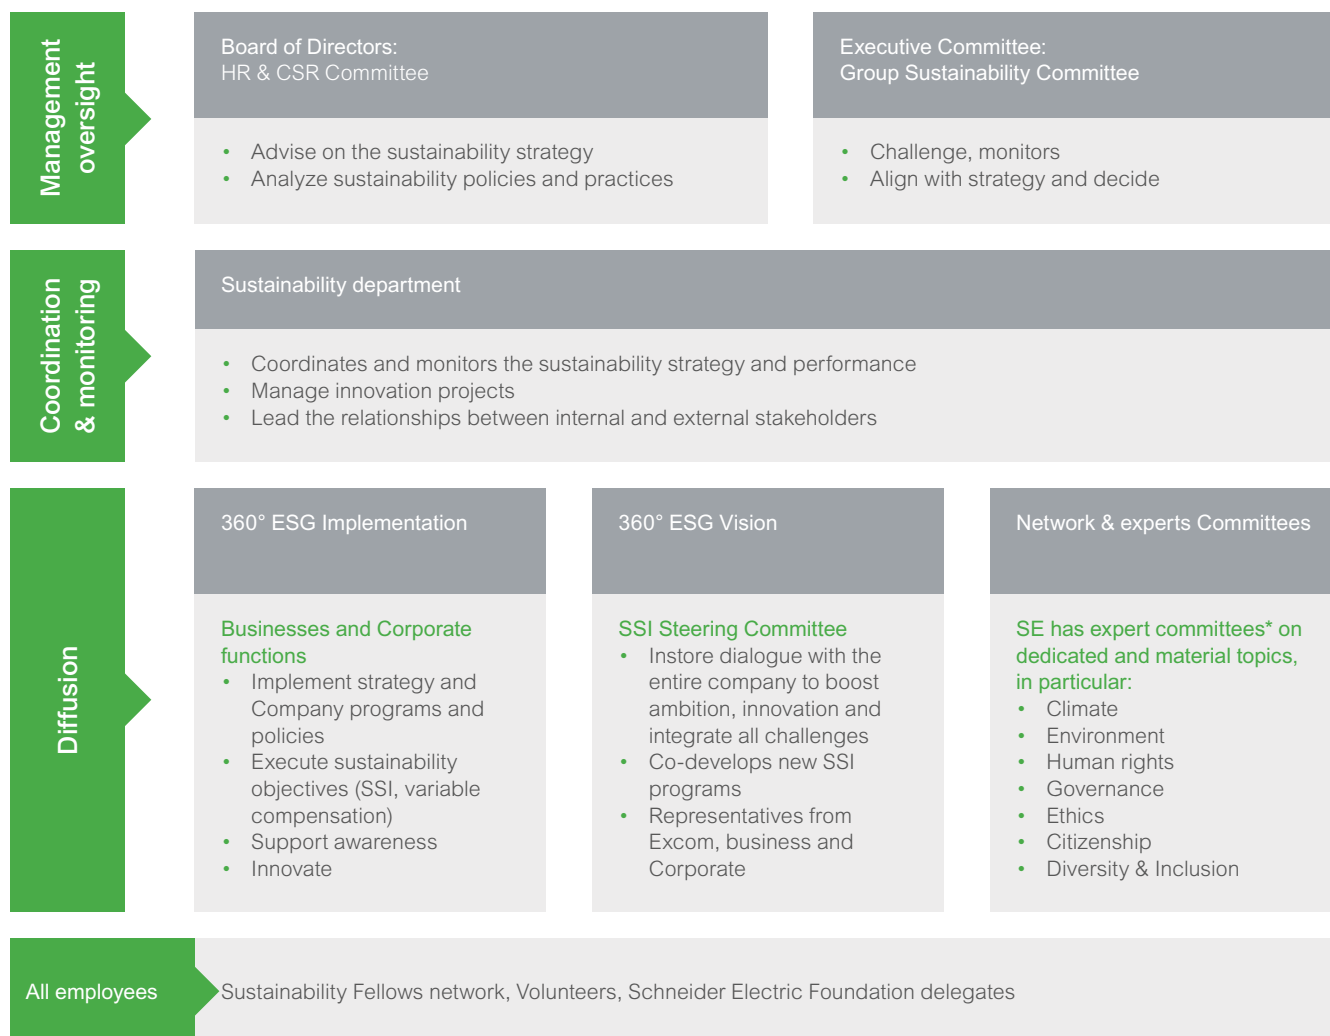 Management
oversight
Board of Directors:
HR & CSR Committee
• Advise on the sustainability strategy
• Analyze sustainability policies and practices
Executive Committee:
Group Sustainability Committee
• Challenge, monitors
• Align with strategy and decide
Coordination
& monitoring
Sustainability department
• Coordinates and monitors the sustainability strategy and performance
• Manage innovation projects
• Lead the relationships between internal and external stakeholders
Diffusion
360° ESG Implementation
Businesses and Corporate
functions
• Implement strategy and
Company programs and
policies
• Execute sustainability
objectives (SSI, variable
compensation)
• Support awareness
• Innovate
360° ESG Vision
SSI Steering Committee
• Instore dialogue with the
entire company to boost
ambition, innovation and
integrate all challenges
• Co-develops new SSI
programs
• Representatives from
Excom, business and
Corporate
Network & experts Committees
SE has expert committees* on
dedicated and material topics,
in particular:
• Climate
• Environment
• Human rights
• Governance
• Ethics
• Citizenship
• Diversity & Inclusion
All employees
Sustainability Fellows network, Volunteers, Schneider Electric Foundation delegates